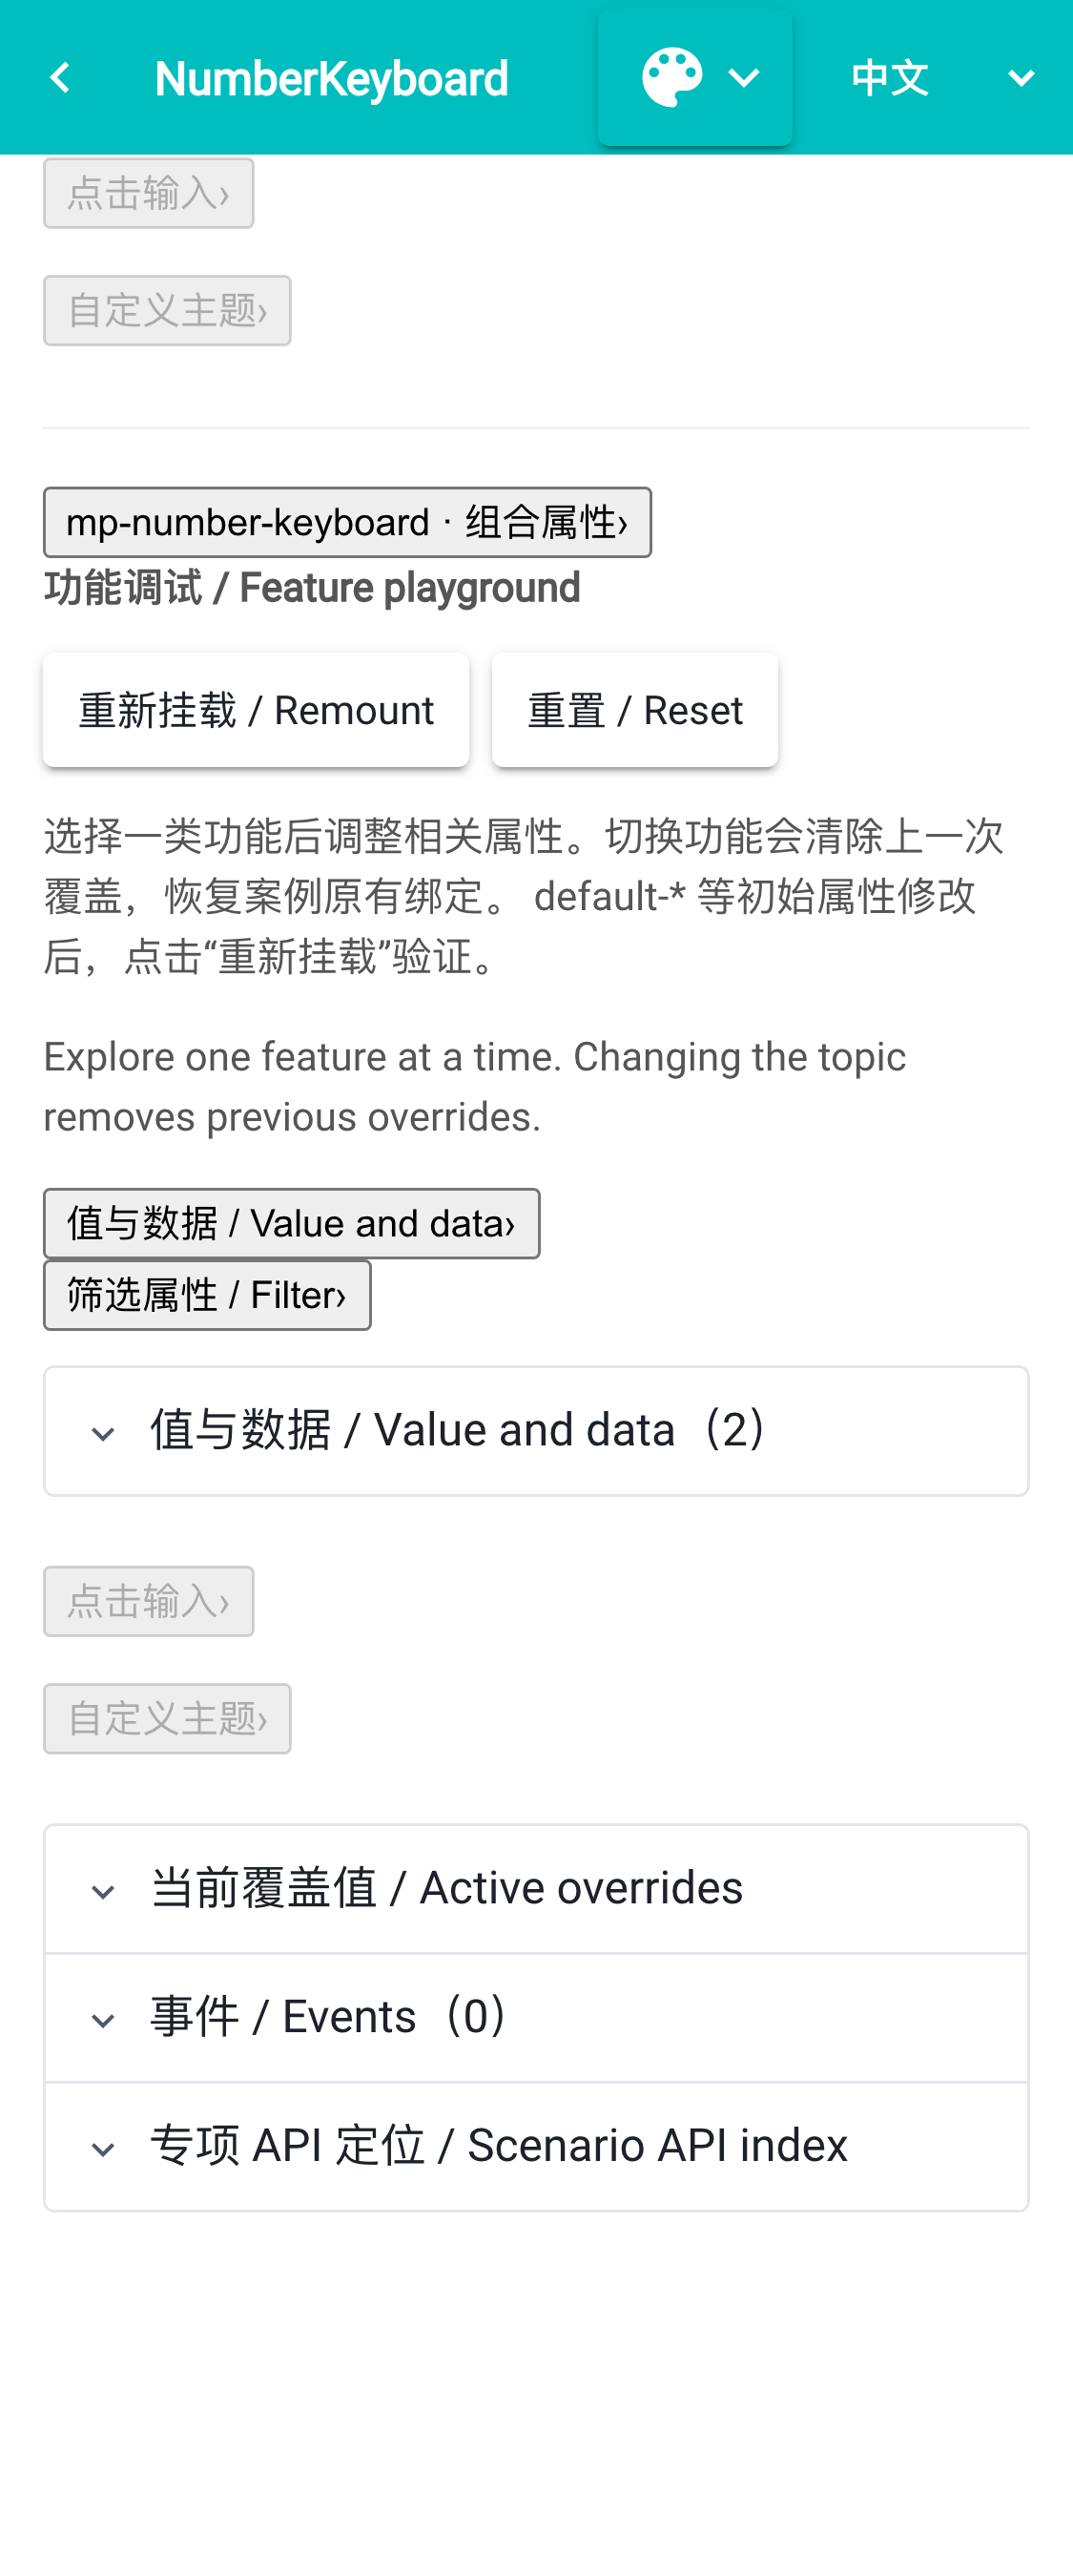 NumberKeyboard
中文
点击输入›
自定义主题›
mp-number-keyboard · 组合属性›
功能调试 / Feature playground
重新挂载 / Remount
重置 / Reset
选择一类功能后调整相关属性。切换功能会清除上一次
覆盖，恢复案例原有绑定。 default-* 等初始属性修改
后，点击“重新挂载”验证。
Explore one feature at a time. Changing the topic
removes previous overrides.
值与数据 / Value and data›
筛选属性 / Filter›
值与数据 / Value and data（2）
点击输入›
自定义主题›
当前覆盖值 / Active overrides
事件 / Events（0）
专项 API 定位 / Scenario API index